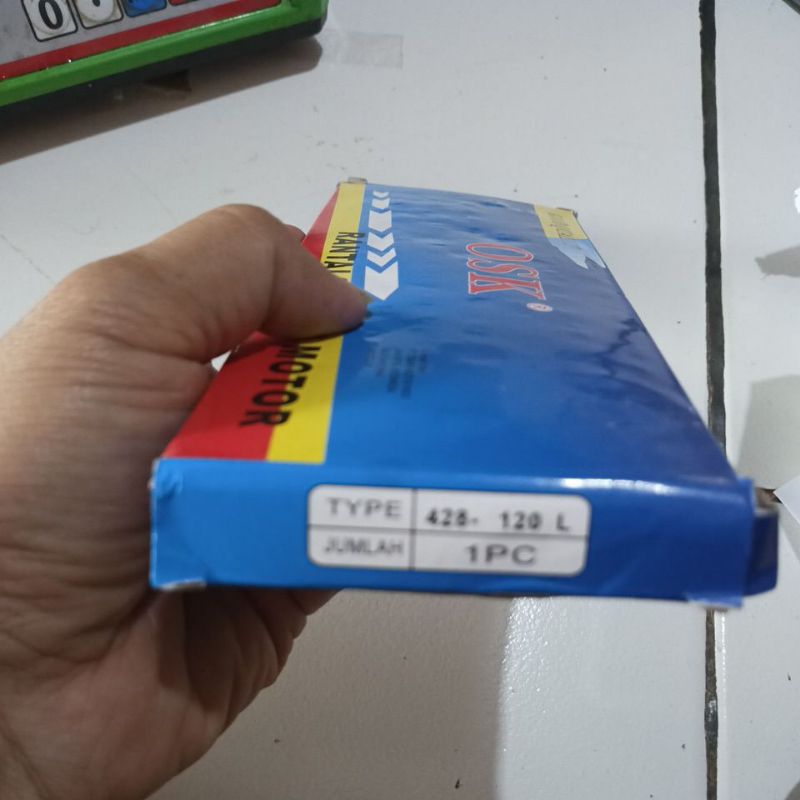 RANTAI
MOTOR
OSK
TYPE 428- 120 L
JUMLAH 1PC